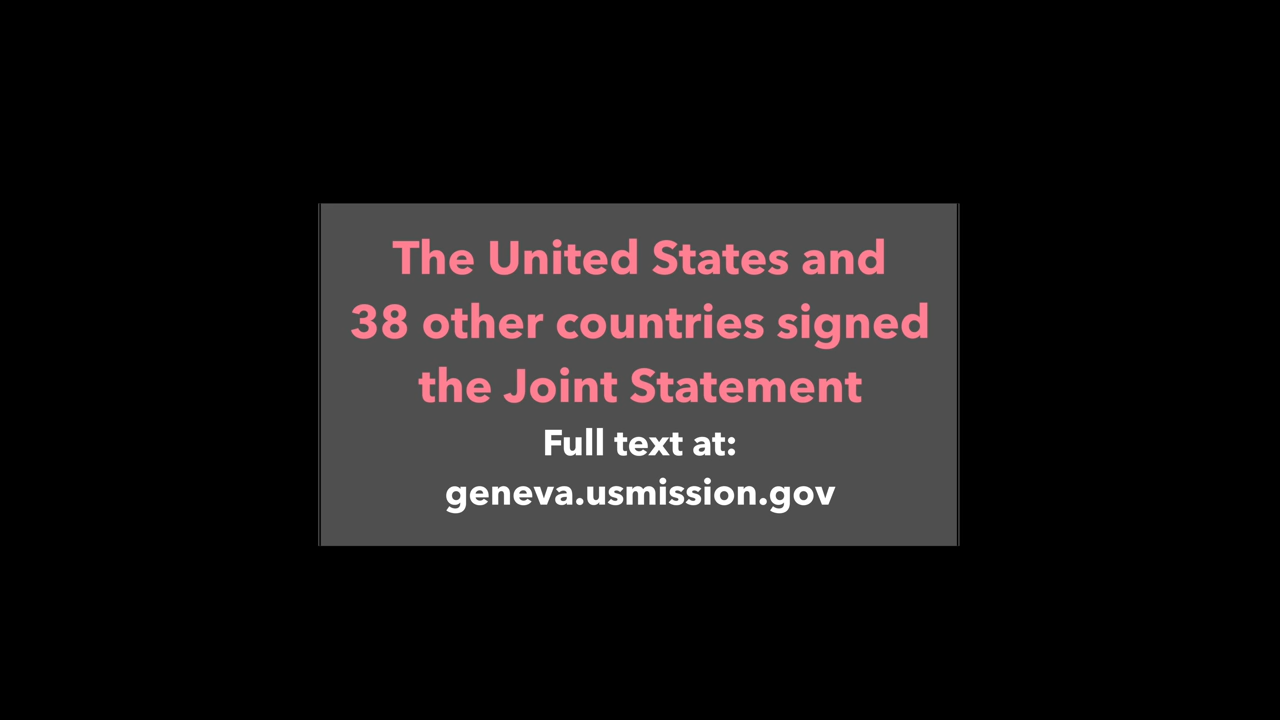 The United States and
38 other countries signed
the Joint Statement
Full text at:
geneva.usmission.gov